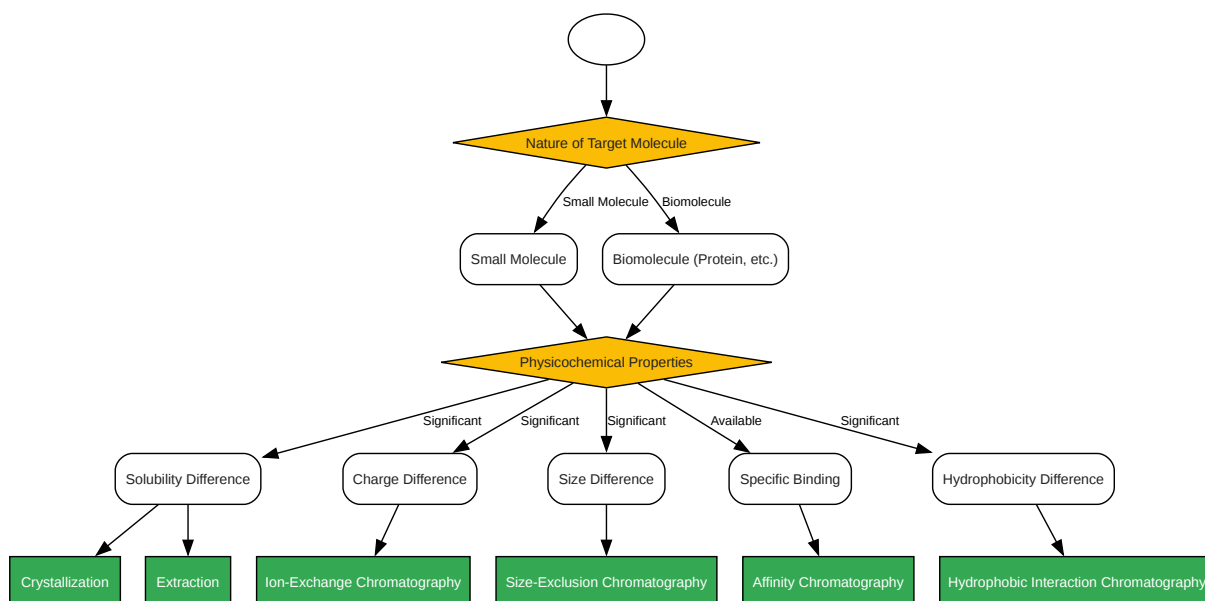 Nature of Target Molecule
Small Molecule
Biomolecule
Small Molecule
Biomolecule (Protein, etc.)
Physicochemical Properties
Significant
Significant
Significant
Available
Significant
Solubility Difference
Charge Difference
Size Difference
Specific Binding
Hydrophobicity Difference
Crystallization
Extraction
Ion-Exchange Chromatography
Size-Exclusion Chromatography
Affinity Chromatography
Hydrophobic Interaction Chromatography